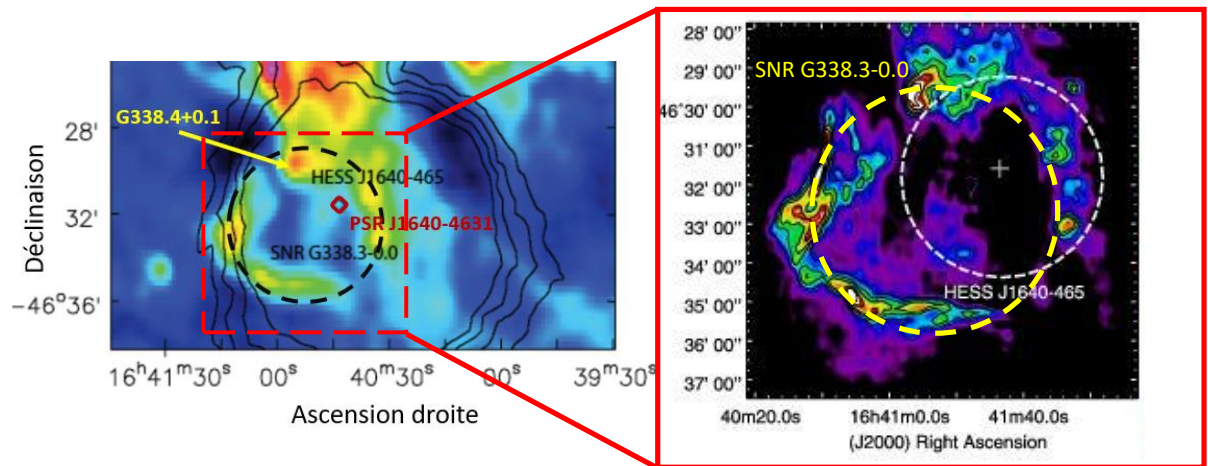 G338.4+0.1
28'
32'
-46°36'
Déclinaison
HESS J1640-465
PSR J1640-4631
SNR G338.3-0.0
16ʰ41ᵐ30ˢ
00ˢ
40ᵐ30ˢ
00ˢ
39ᵐ30ˢ
Ascension droite
28' 00"
29' 00"
46°30' 00"
31' 00"
32' 00"
33' 00"
34' 00"
35' 00"
36' 00"
37' 00"
SNR G338.3-0.0
HESS J1640-465
40m20.0s
16h41m0.0s
41m40.0s
(J2000) Right Ascension